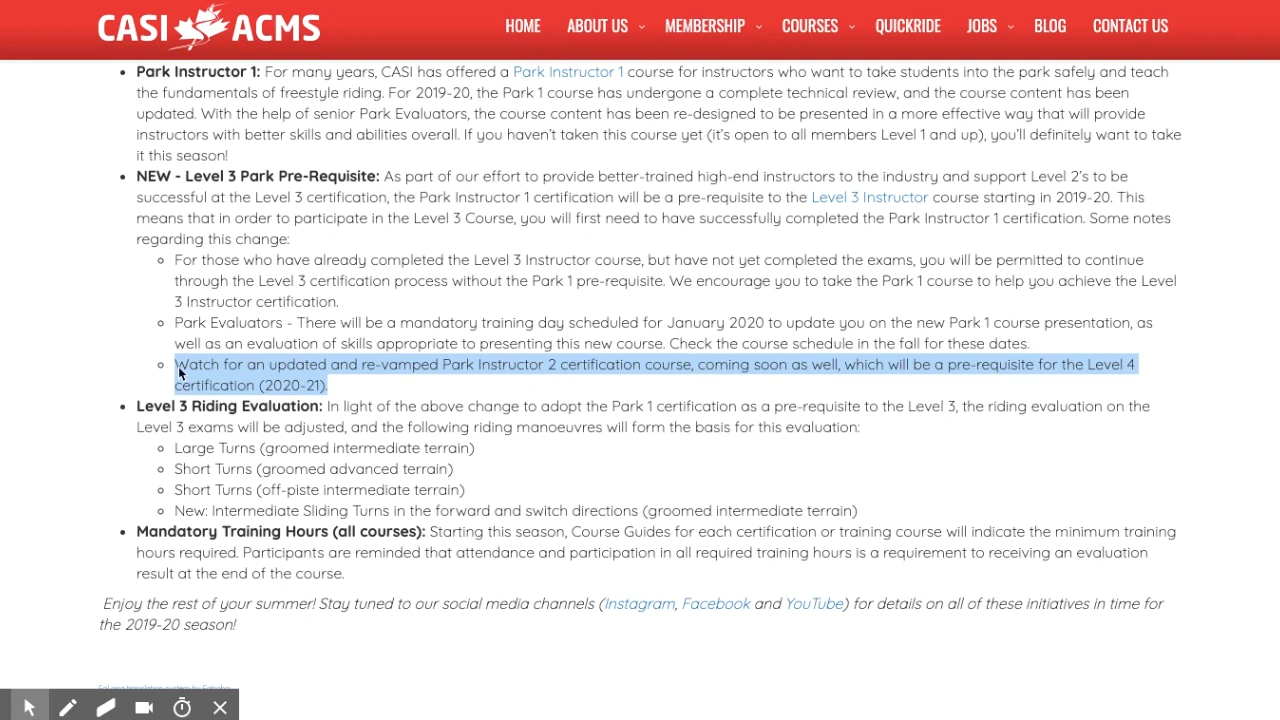 CASI ACMS
HOME ABOUT US MEMBERSHIP COURSES QUICKRIDE JOBS BLOG CONTACT US
Park Instructor 1: For many years, CASI has offered a Park Instructor 1 course for instructors who want to take students into the park safely and teach
the fundamentals of freestyle riding. For 2019-20, the Park 1 course has undergone a complete technical review, and the course content has been
updated. With the help of senior Park Evaluators, the course content has been re-designed to be presented in a more effective way that will provide
instructors with better skills and abilities overall. If you haven't taken this course yet (it's open to all members Level 1 and up), you'll definitely want to take
it this season!
NEW - Level 3 Park Pre-Requisite: As part of our effort to provide better-trained high-end instructors to the industry and support Level 2's to be
successful at the Level 3 certification, the Park Instructor 1 certification will be a pre-requisite to the Level 3 Instructor course starting in 2019-20. This
means that in order to participate in the Level 3 Course, you will first need to have successfully completed the Park Instructor 1 certification. Some notes
regarding this change:
For those who have already completed the Level 3 Instructor course, but have not yet completed the exams, you will be permitted to continue
through the Level 3 certification process without the Park 1 pre-requisite. We encourage you to take the Park 1 course to help you achieve the Level
3 Instructor certification.
Park Evaluators - There will be a mandatory training day scheduled for January 2020 to update you on the new Park 1 course presentation, as
well as an evaluation of skills appropriate to presenting this new course. Check the course schedule in the fall for these dates.
Watch for an updated and re-vamped Park Instructor 2 certification course, coming soon as well, which will be a pre-requisite for the Level 4
certification (2020-21).
Level 3 Riding Evaluation: In light of the above change to adopt the Park 1 certification as a pre-requisite to the Level 3, the riding evaluation on the
Level 3 exams will be adjusted, and the following riding manoeuvres will form the basis for this evaluation:
Large Turns (groomed intermediate terrain)
Short Turns (groomed advanced terrain)
Short Turns (off-piste intermediate terrain)
New: Intermediate Sliding Turns in the forward and switch directions (groomed intermediate terrain)
Mandatory Training Hours (all courses): Starting this season, Course Guides for each certification or training course will indicate the minimum training
hours required. Participants are reminded that attendance and participation in all required training hours is a requirement to receiving an evaluation
result at the end of the course.
Enjoy the rest of your summer! Stay tuned to our social media channels (Instagram, Facebook and YouTube) for details on all of these initiatives in time for
the 2019-20 season!
FaLang translation system by Faboba